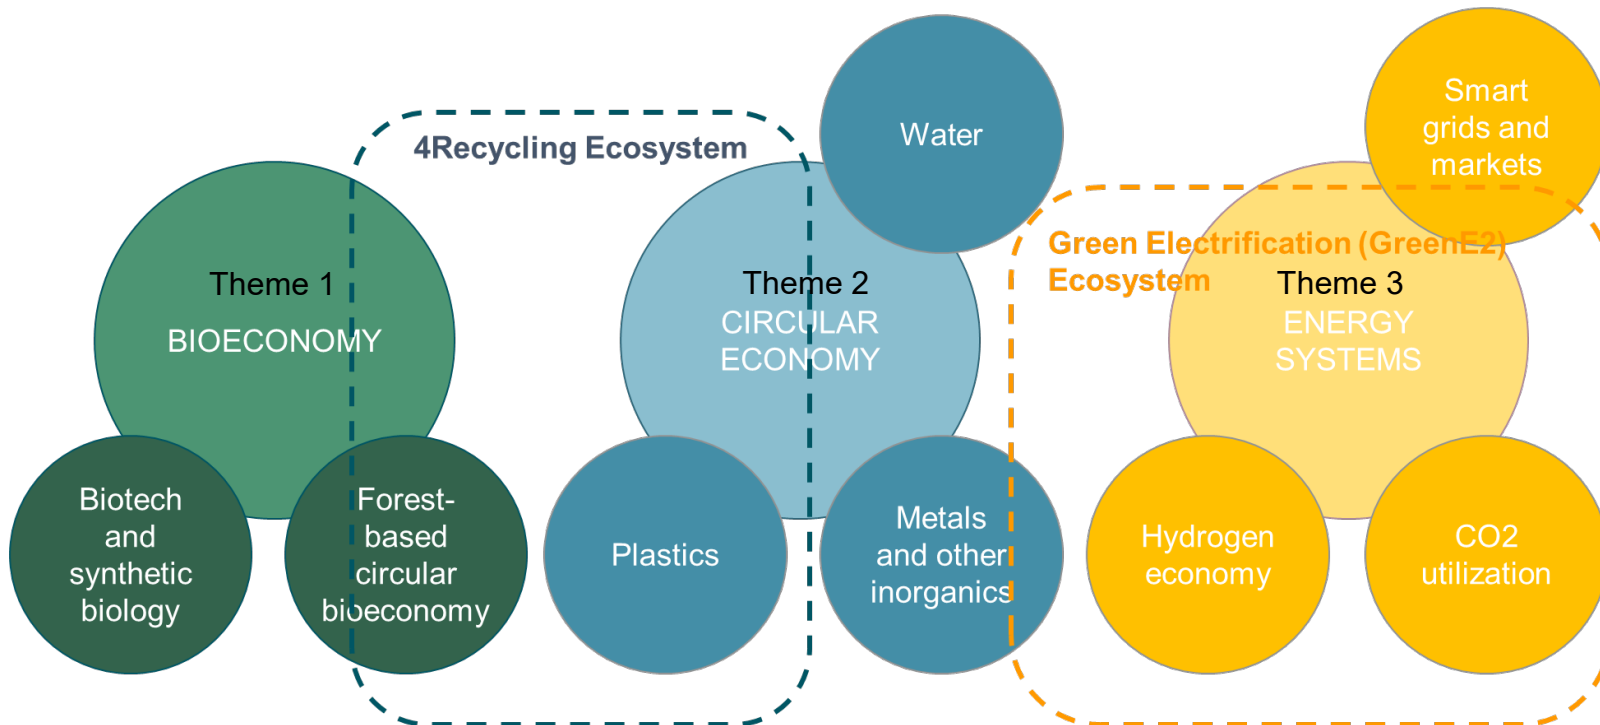 4Recycling Ecosystem
Theme 1
BIOECONOMY
Biotech
and
synthetic
biology
Forest-
based
circular
bioeconomy
Water
Theme 2
CIRCULAR
ECONOMY
Plastics
Metals
and other
inorganics
Smart
grids and
markets
Green Electrification (GreenE2)
Ecosystem
Theme 3
ENERGY
SYSTEMS
Hydrogen
economy
CO2
utilization